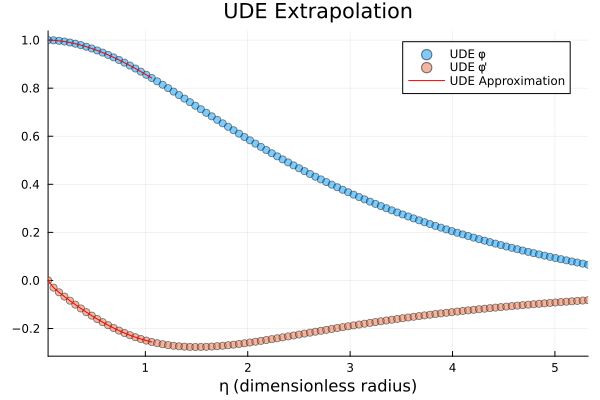 UDE Extrapolation
1.0
0.8
0.6
0.4
0.2
0.0
−0.2
UDE φ
UDE φ'
UDE Approximation
1 2 3 4 5
η (dimensionless radius)